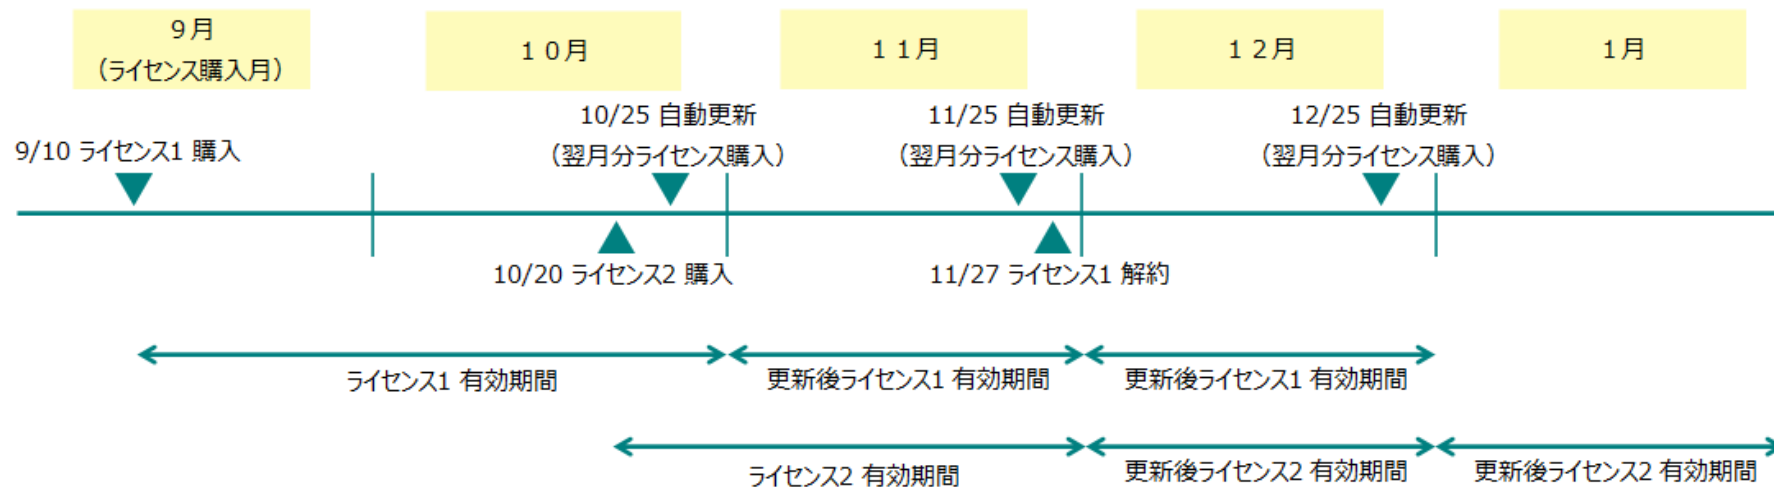 9月
（ライセンス購入月）
１０月
１１月
１２月
１月
10/25 自動更新
（翌月分ライセンス購入）
11/25 自動更新
（翌月分ライセンス購入）
12/25 自動更新
（翌月分ライセンス購入）
9/10 ライセンス1 購入
10/20 ライセンス2 購入
11/27 ライセンス1 解約
ライセンス1 有効期間
更新後ライセンス1 有効期間
更新後ライセンス1 有効期間
ライセンス2 有効期間
更新後ライセンス2 有効期間
更新後ライセンス2 有効期間